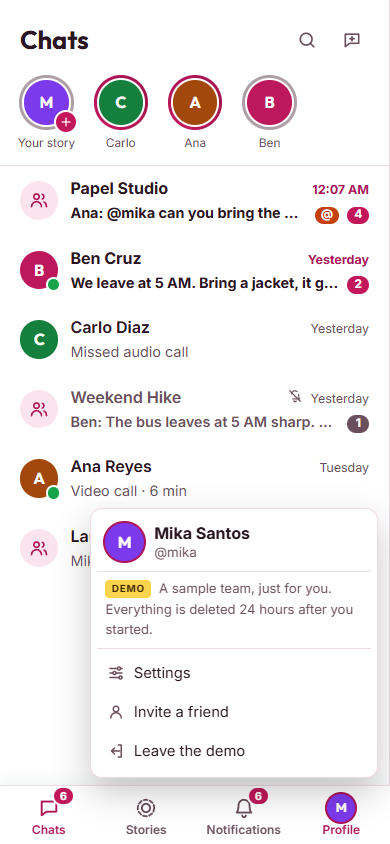 Chats
M
C
A
B
Your story
Carlo
Ana
Ben
Papel Studio
12:07 AM
Ana: @mika can you bring the ...
@
4
B
Ben Cruz
Yesterday
We leave at 5 AM. Bring a jacket, it g...
2
C
Carlo Diaz
Yesterday
Missed audio call
Weekend Hike
Yesterday
Ben: The bus leaves at 5 AM sharp. ...
1
A
Ana Reyes
Tuesday
Video call · 6 min
M
Mika Santos
@mika
DEMO A sample team, just for you.
Everything is deleted 24 hours after you
started.
Settings
Invite a friend
Leave the demo
6
6
M
Chats
Stories
Notifications
Profile